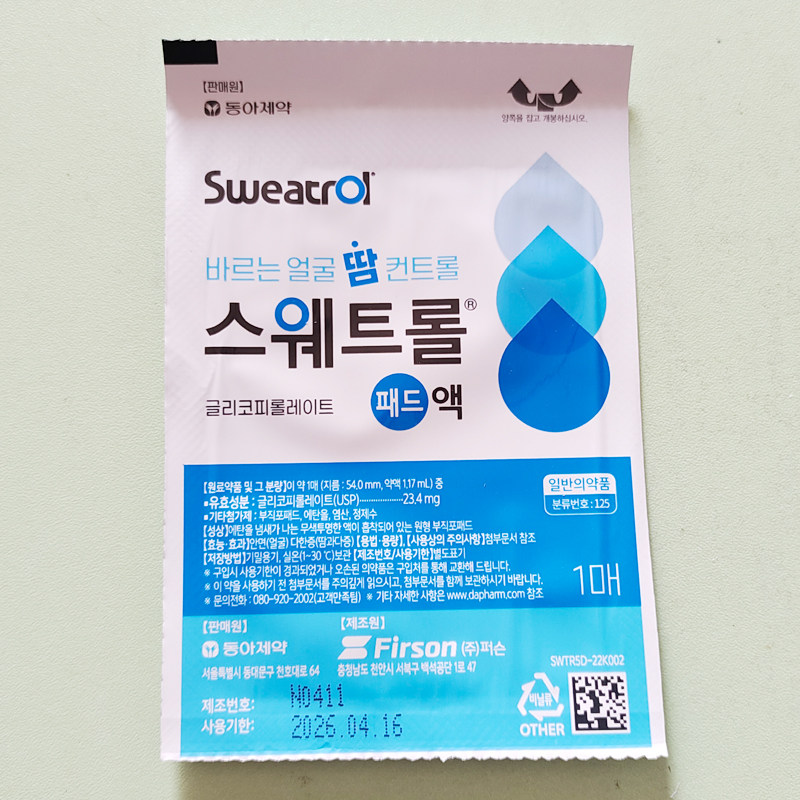 【판매원】
동아제약
양쪽을 잡고 개봉하십시오.
Sweatrol
바르는 얼굴 땀 컨트롤
스웨트롤®
글리코피롤레이트 패드액
【원료약품 및 그 분량】이 약 1매 (지름 : 54.0 mm, 약액 1.17 mL) 중
▪유효성분 : 글리코피롤레이트(USP)··················23.4 mg
▪기타첨가제 : 부직포패드, 에탄올, 염산, 정제수
【성상】에탄올 냄새가 나는 무색투명한 액이 흡착되어 있는 원형 부직포패드
【효능·효과】안면(얼굴) 다한증(땀과다증) 【용법·용량】, 【사용상의 주의사항】첨부문서 참조
【저장방법】기밀용기, 실온(1~30 ℃)보관 【제조번호/사용기한】별도표기
※ 구입시 사용기한이 경과되었거나 오손된 의약품은 구입처를 통해 교환해 드립니다.
※ 이 약을 사용하기 전 첨부문서를 주의깊게 읽으시고, 첨부문서를 함께 보관하시기 바랍니다.
※ 문의전화 : 080-920-2002(고객만족팀) ※ 기타 자세한 사항은 www.dapharm.com 참조
일반의약품
분류번호 : 125
1매
【판매원】
동아제약
서울특별시 동대문구 천호대로 64
【제조원】
Firson (주)퍼슨
충청남도 천안시 서북구 백석공단 1로 47
SWTR5D-22K002
제조번호: N0411
사용기한: 2026.04.16
비닐류
OTHER